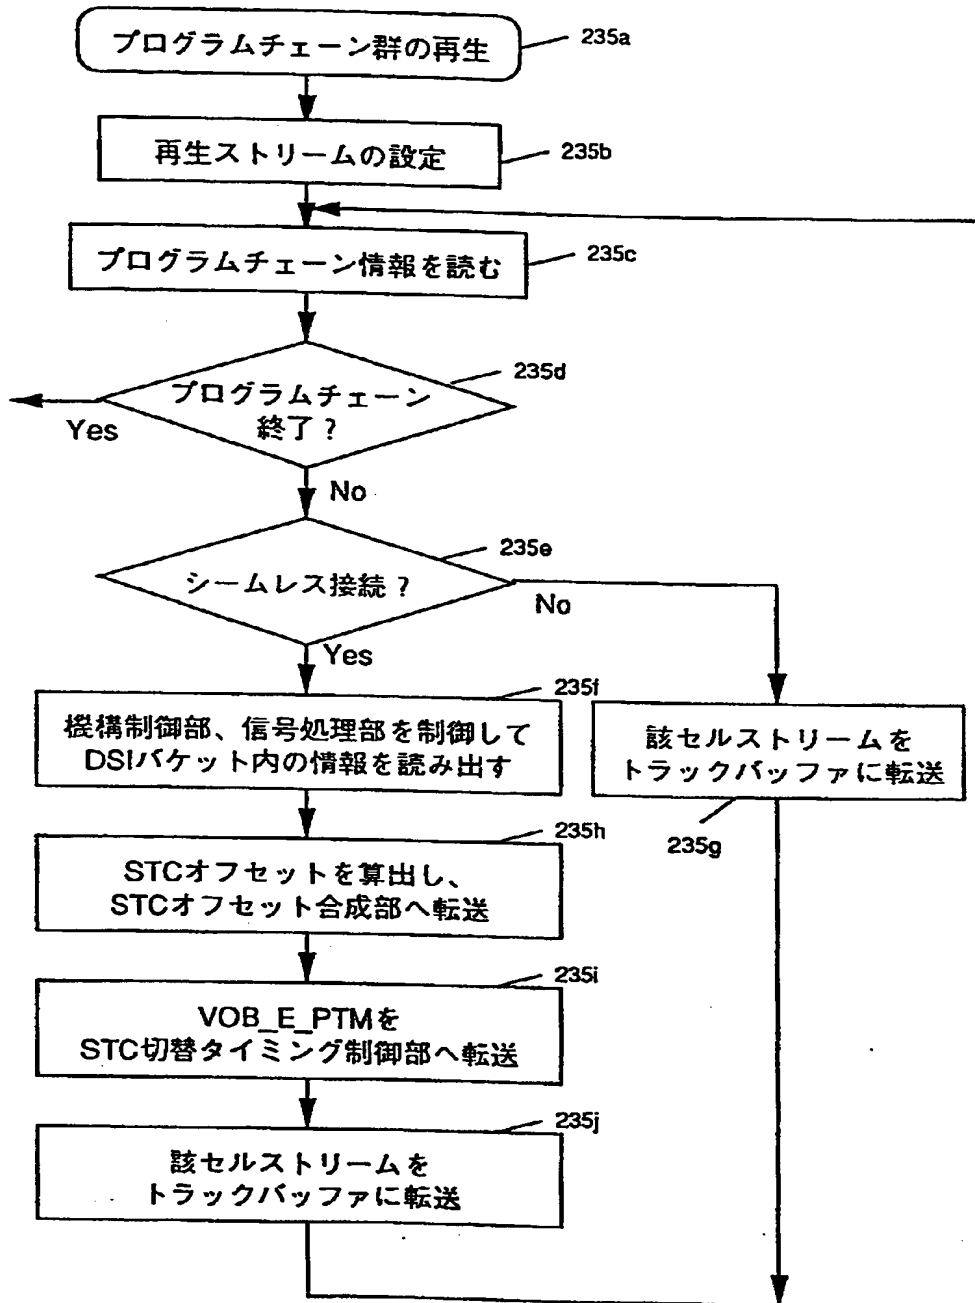 プログラムチェーン群の再生
235a
再生ストリームの設定
235b
プログラムチェーン情報を読む
235c
プログラムチェーン
終了?
235d
Yes
No
シームレス接続?
235e
No
Yes
235f
機構制御部、信号処理部を制御して
DSIパケット内の情報を読み出す
該セルストリームを
トラックバッファに転送
235g
235h
STCオフセットを算出し、
STCオフセット合成部へ転送
235i
VOB_E_PTMを
STC切替タイミング制御部へ転送
235j
該セルストリームを
トラックバッファに転送